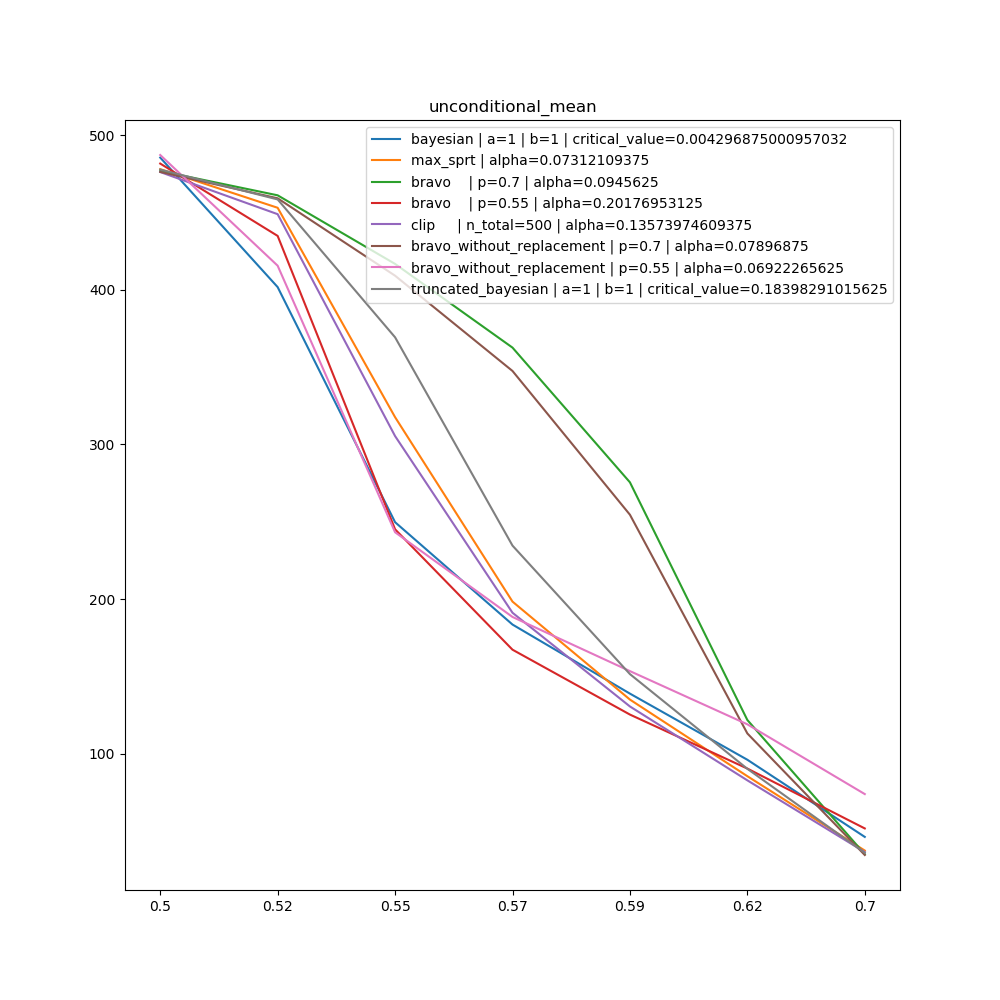 unconditional_mean
500
400
300
200
100
bayesian | a=1 | b=1 | critical_value=0.004296875000957032
max_sprt | alpha=0.07312109375
bravo    | p=0.7 | alpha=0.0945625
bravo    | p=0.55 | alpha=0.20176953125
clip     | n_total=500 | alpha=0.13573974609375
bravo_without_replacement | p=0.7 | alpha=0.07896875
bravo_without_replacement | p=0.55 | alpha=0.06922265625
truncated_bayesian | a=1 | b=1 | critical_value=0.18398291015625
0.5 0.52 0.55 0.57 0.59 0.62 0.7